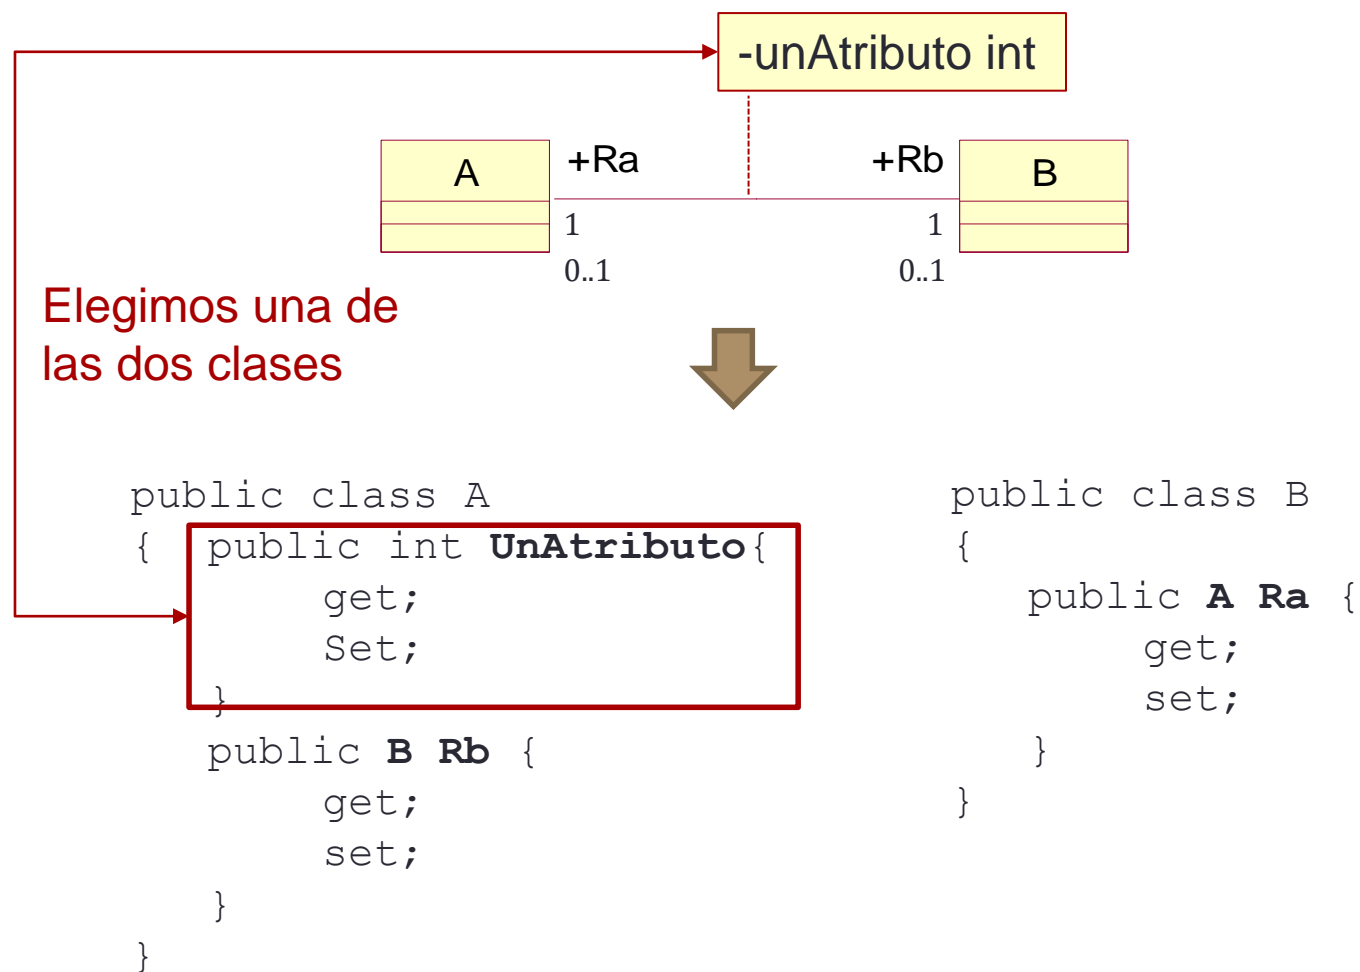 -unAtributo int
A
+Ra
+Rb
B
1
1
0..1
0..1
Elegimos una de
las dos clases
public class A
{ public int UnAtributo{
get;
Set;
}
public B Rb {
get;
set;
}
}
public class B
{
public A Ra {
get;
set;
}
}